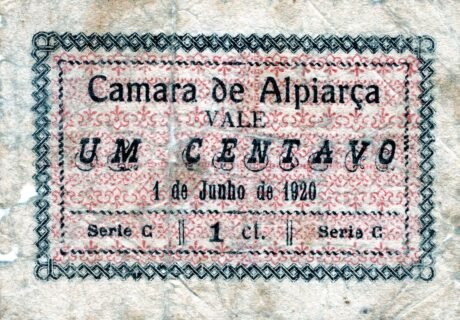 Camara de Alpiarça
VALE
UM CENTAVO
1 de Junho de 1920
Serie C 1 ct. Serie C